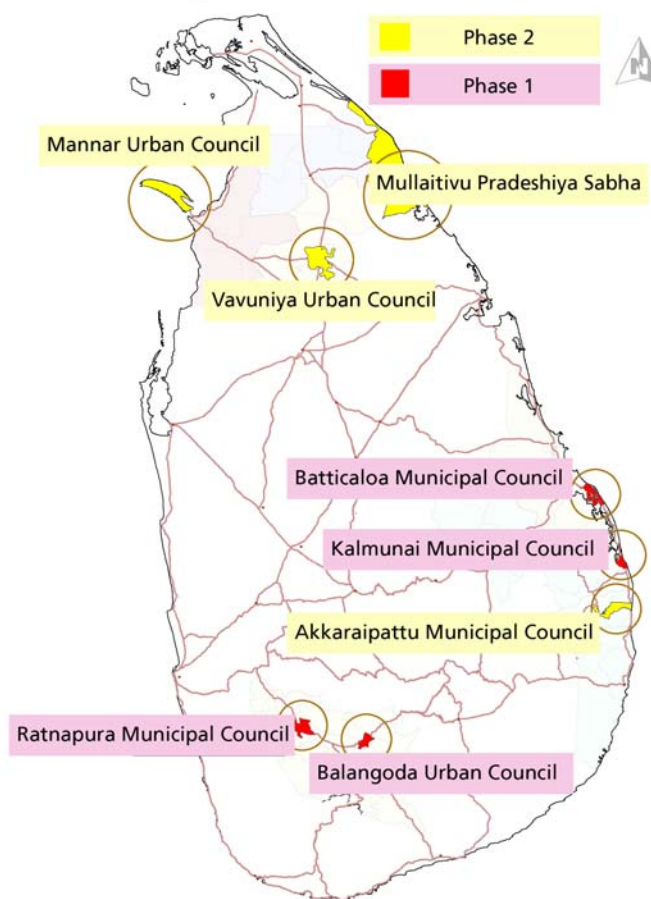 Phase 2
Phase 1
N
Mannar Urban Council
Mullaitivu Pradeshiya Sabha
Vavuniya Urban Council
Batticaloa Municipal Council
Kalmunai Municipal Council
Akkaraipattu Municipal Council
Ratnapura Municipal Council
Balangoda Urban Council